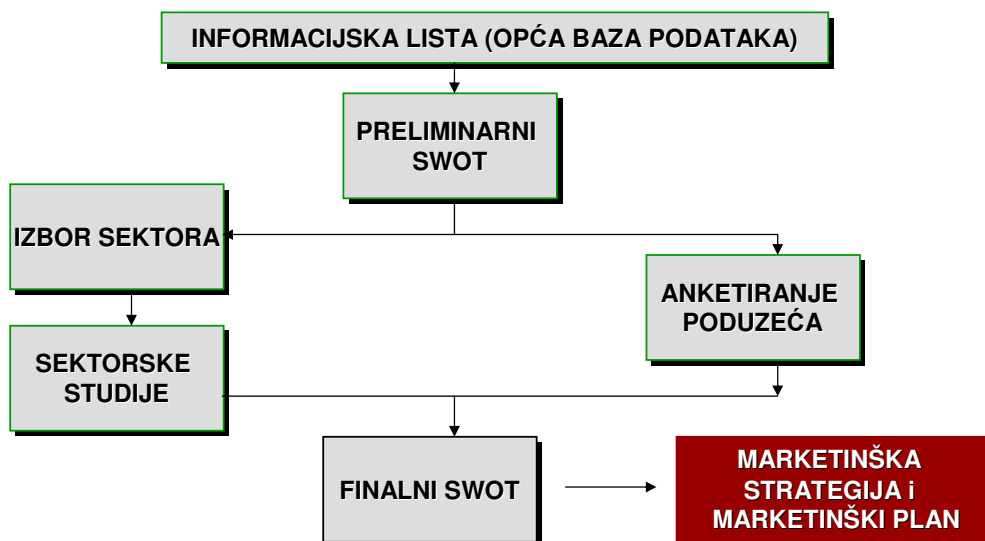 INFORMACIJSKA LISTA (OPĆA BAZA PODATAKA)
PRELIMINARNI
SWOT
IZBOR SEKTORA
ANKETIRANJE
PODUZEĆA
SEKTORSKE
STUDIJE
FINALNI SWOT
MARKETINŠKA
STRATEGIJA i
MARKETINŠKI PLAN